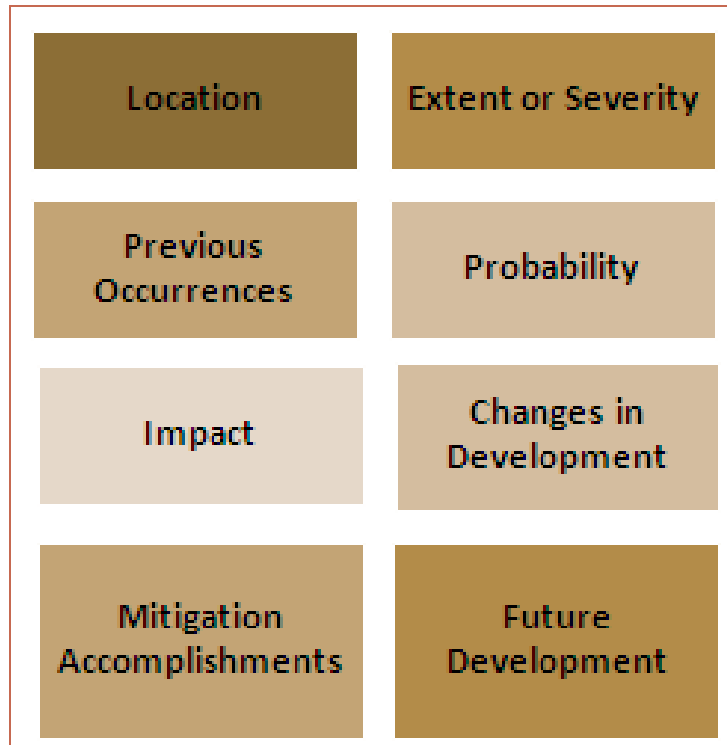 Location
Extent or Severity
Previous
Occurrences
Probability
Impact
Changes in
Development
Mitigation
Accomplishments
Future
Development